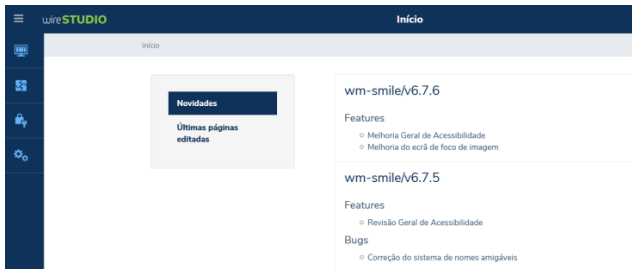 wireSTUDIO
Início
início
Novidades
Últimas páginas
editadas
wm-smile/v6.7.6
Features
Melhoria Geral de Acessibilidade
Melhoria do ecrã de foco de imagem
wm-smile/v6.7.5
Features
Revisão Geral de Acessibilidade
Bugs
Correção do sistema de nomes amigáveis